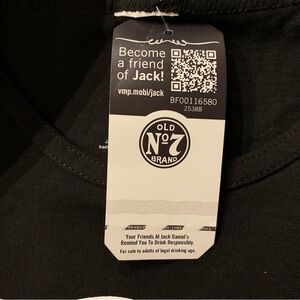 Become
a friend
of Jack!
vmp.mobi/jack
BF00116580
2538B
OLD
No7
BRAND
Your Friends At Jack Daniel's
Remind You To Drink Responsibly.
For sale to adults of legal drinking age.